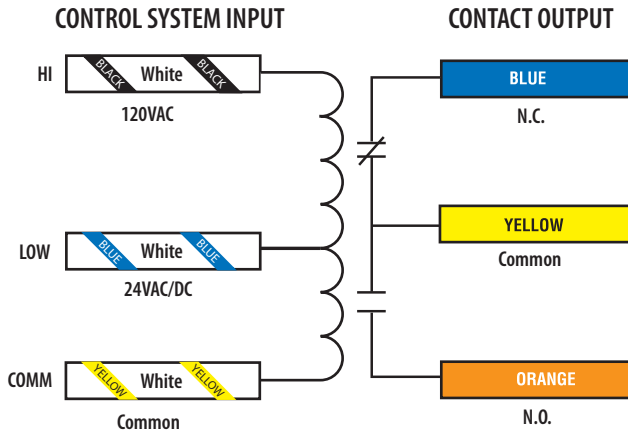 CONTROL SYSTEM INPUT
CONTACT OUTPUT
HI
BLACK White BLACK
120VAC
BLUE
N.C.
LOW
BLUE White BLUE
24VAC/DC
YELLOW
Common
COMM
YELLOW White YELLOW
Common
ORANGE
N.O.